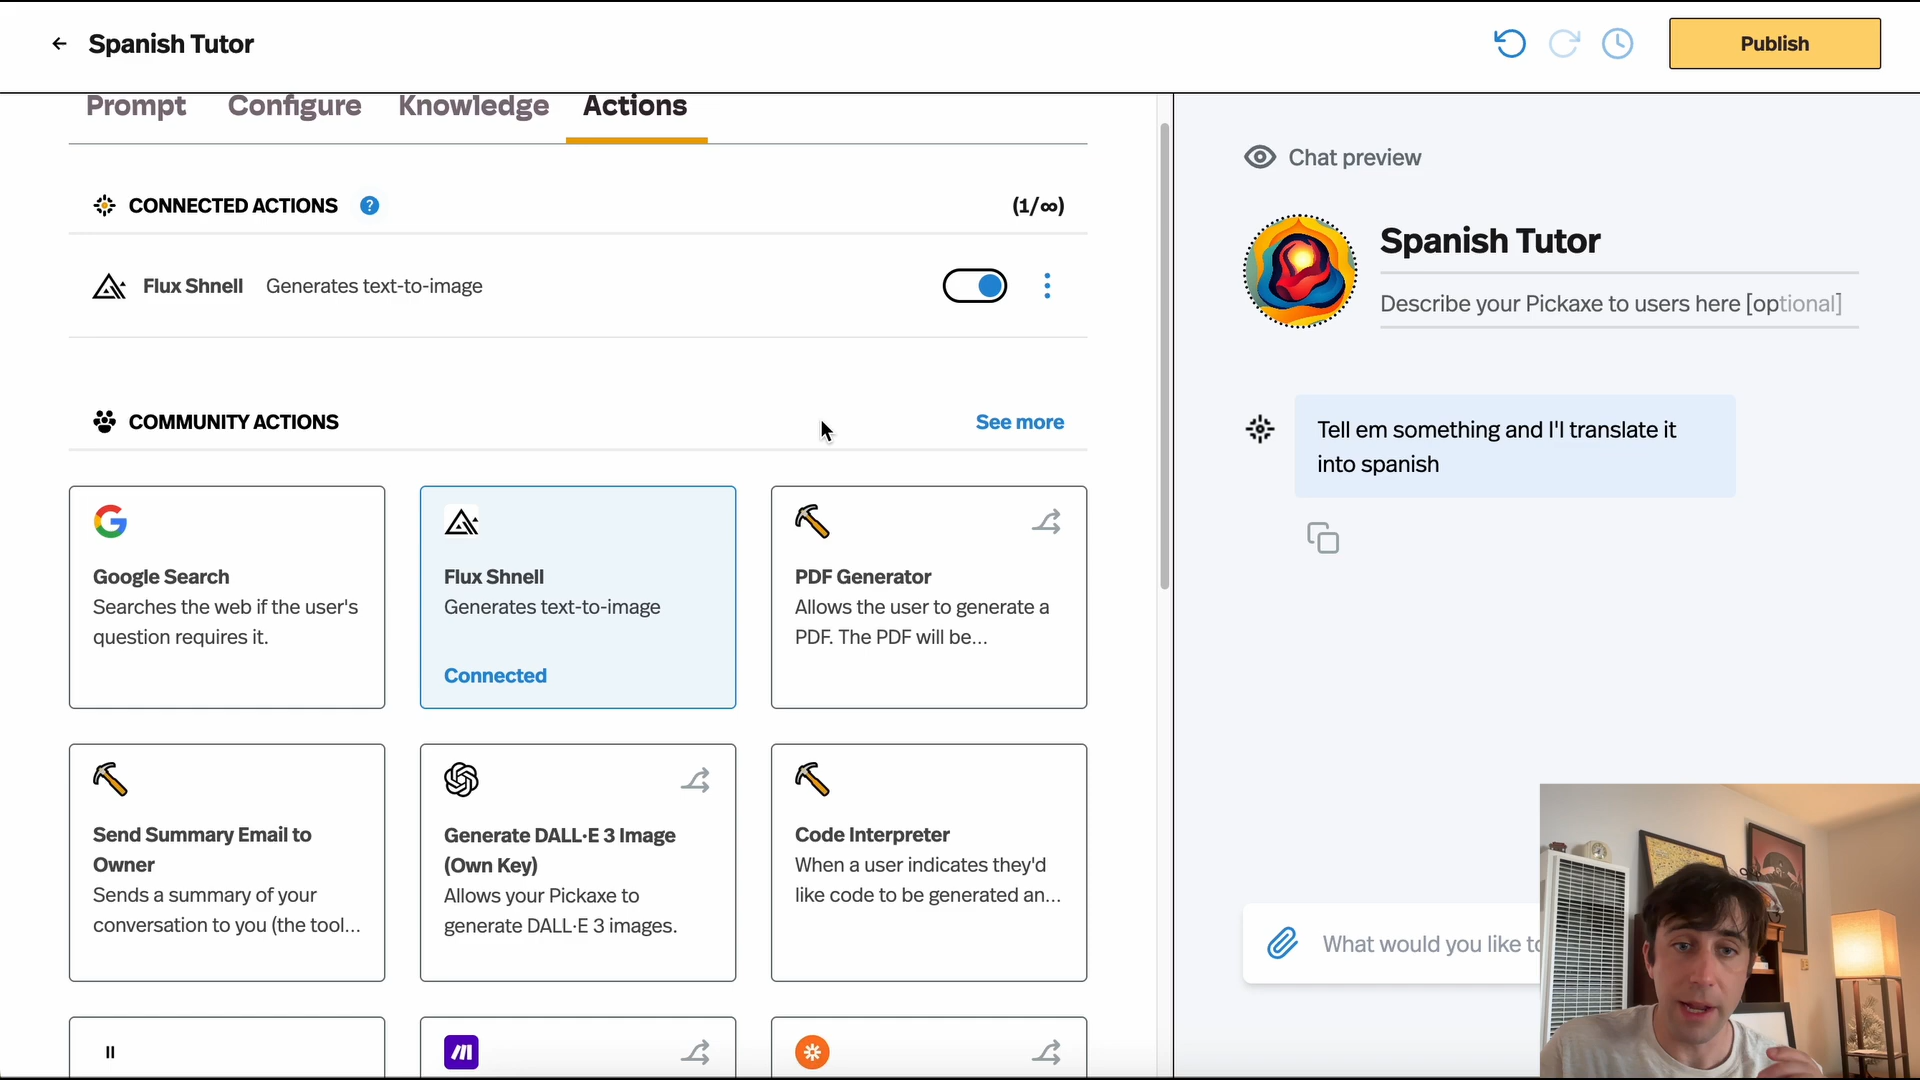 Spanish Tutor
Publish
Prompt
Configure
Knowledge
Actions
CONNECTED ACTIONS
?
(1/∞)
Flux Shnell
Generates text-to-image
COMMUNITY ACTIONS
See more
Google Search
Searches the web if the user's
question requires it.
Flux Shnell
Generates text-to-image
Connected
PDF Generator
Allows the user to generate a
PDF. The PDF will be...
Send Summary Email to
Owner
Sends a summary of your
conversation to you (the tool...
Generate DALL·E 3 Image
(Own Key)
Allows your Pickaxe to
generate DALL·E 3 images.
Code Interpreter
When a user indicates they'd
like code to be generated an...
Chat preview
Spanish Tutor
Describe your Pickaxe to users here [optional]
Tell em something and I'l translate it
into spanish
What would you like